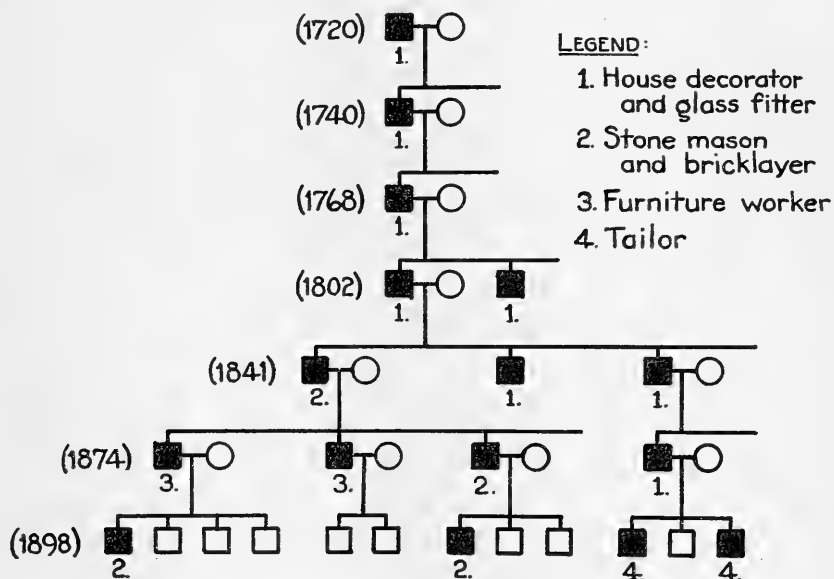 (1720)
1.
LEGEND:
1. House decorator
and glass fitter
(1740)
1.
2. Stone mason
and bricklayer
(1768)
1.
3. Furniture worker
4. Tailor
(1802)
1. 1.
(1841)
2. 1. 1.
(1874)
3. 3. 2. 1.
(1898)
2. 2. 4. 4.